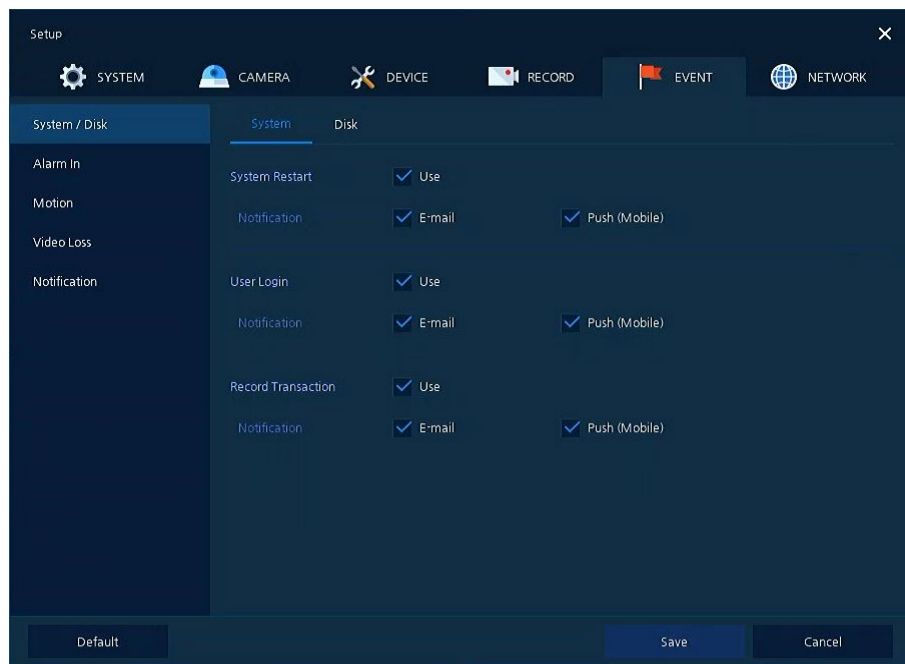 Setup
SYSTEM CAMERA DEVICE RECORD EVENT NETWORK
System / Disk
Alarm In
Motion
Video Loss
Notification
System Disk
System Restart Use
Notification E-mail Push (Mobile)
User Login Use
Notification E-mail Push (Mobile)
Record Transaction Use
Notification E-mail Push (Mobile)
Default Save Cancel